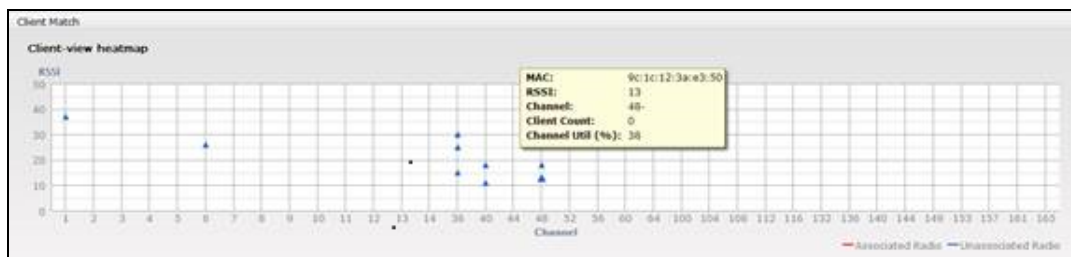 Client Match
Client-view heatmap
RSSI
50
40
30
20
10
0
MAC: 9c:1c:12:3a:e3:50
RSSI: 13
Channel: 48-
Client Count: 0
Channel Util (%): 36
1 2 3 4 5 6 7 8 9 10 11 12 13 14 36 40 44 48 52 56 60 64 100 104 108 112 116 132 136 140 144 149 153 157 161 165
Channel
Associated Radio Unassociated Radio